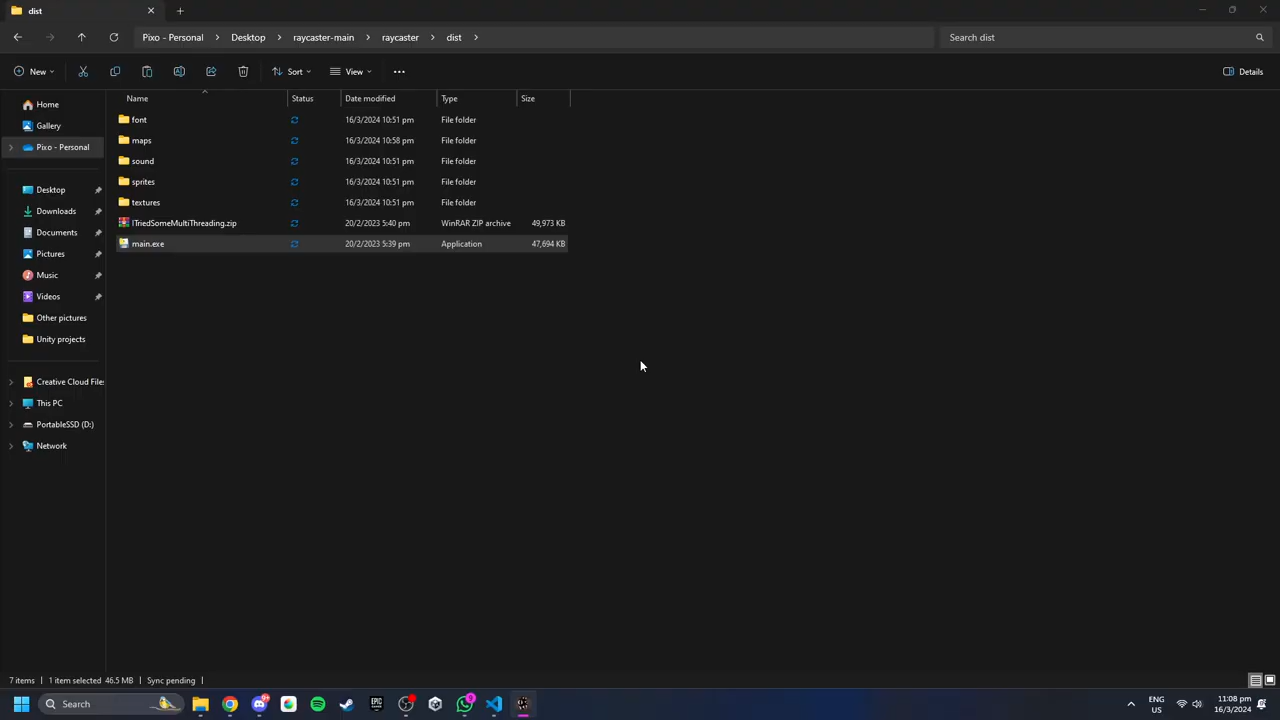 dist
Pixo - Personal > Desktop > raycaster-main > raycaster > dist >
Search dist
New
Sort
View
Details
Name Status Date modified Type Size
Home
Gallery
Pixo - Personal
Desktop
Downloads
Documents
Pictures
Music
Videos
Other pictures
Unity projects
Creative Cloud Files
This PC
PortableSSD (D:)
Network
font 16/3/2024 10:51 pm File folder
maps 16/3/2024 10:58 pm File folder
sound 16/3/2024 10:51 pm File folder
sprites 16/3/2024 10:51 pm File folder
textures 16/3/2024 10:51 pm File folder
ITriedSomeMultiThreading.zip 20/2/2023 5:40 pm WinRAR ZIP archive 49,973 KB
main.exe 20/2/2023 5:39 pm Application 47,694 KB
7 items 1 item selected 46.5 MB Sync pending
Search
EPIC
9
ENG
US
11:08 pm
16/3/2024